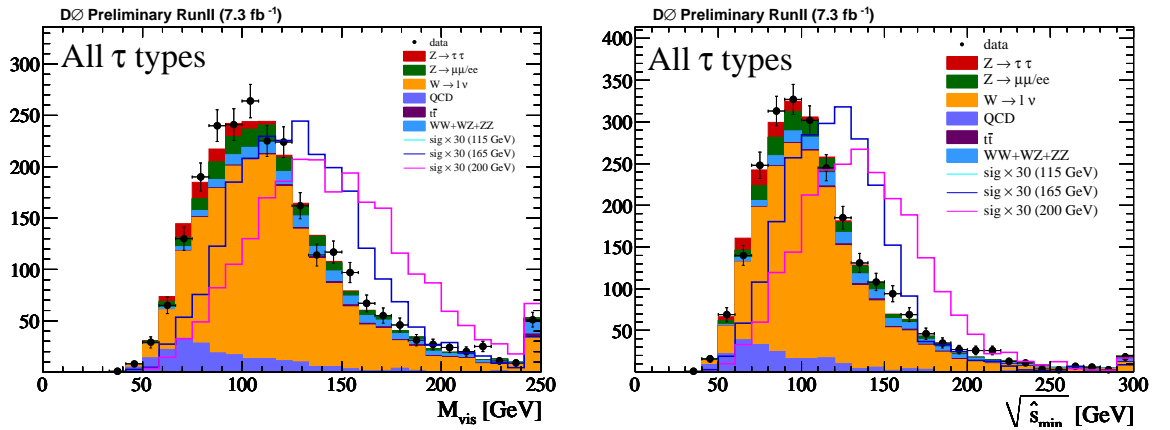 DØ Preliminary RunII (7.3 fb⁻¹)
All τ types
data
Z→ττ
Z→μμ/ee
W→lν
QCD
tt̄
WW+WZ+ZZ
sig×30 (115 GeV)
sig×30 (165 GeV)
sig×30 (200 GeV)
300
250
200
150
100
50
0 50 100 150 200 250
M_vis [GeV]
DØ Preliminary RunII (7.3 fb⁻¹)
All τ types
data
Z→ττ
Z→μμ/ee
W→lν
QCD
tt̄
WW+WZ+ZZ
sig×30 (115 GeV)
sig×30 (165 GeV)
sig×30 (200 GeV)
400
350
300
250
200
150
100
50
0 50 100 150 200 250 300
√ŝ_min [GeV]